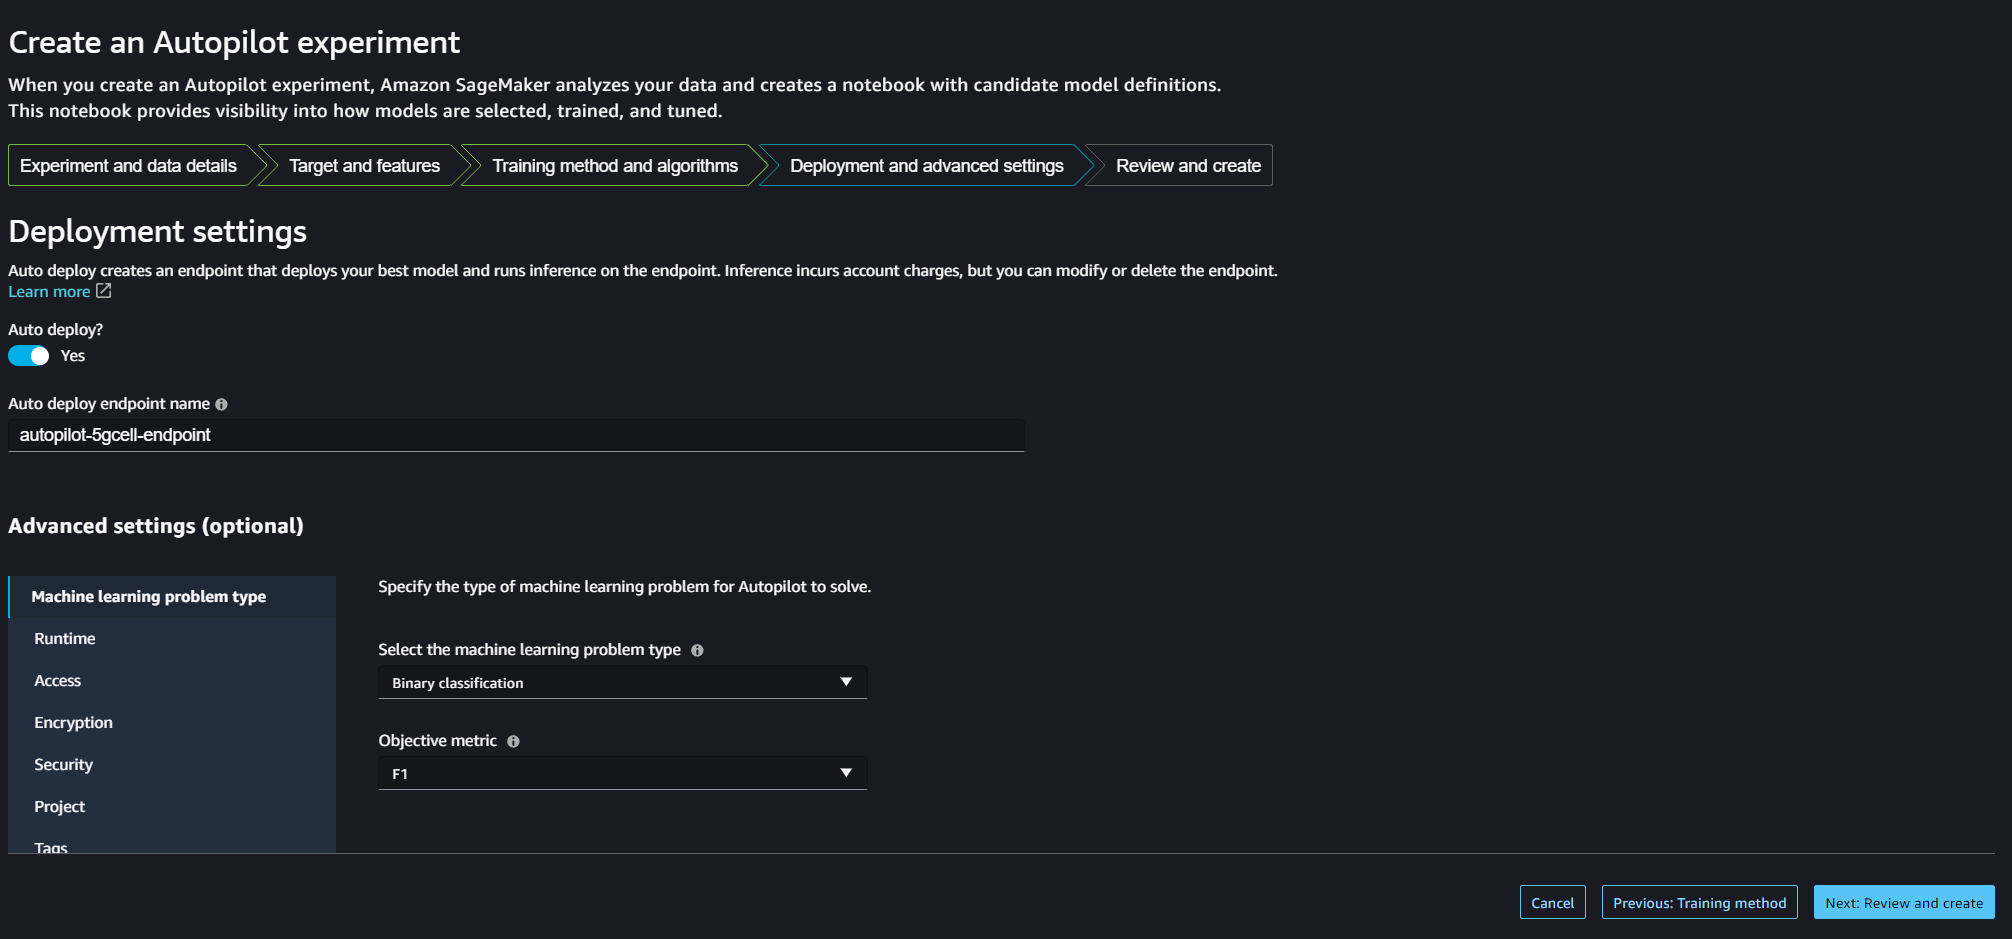 Create an Autopilot experiment
When you create an Autopilot experiment, Amazon SageMaker analyzes your data and creates a notebook with candidate model definitions.
This notebook provides visibility into how models are selected, trained, and tuned.
Experiment and data details
Target and features
Training method and algorithms
Deployment and advanced settings
Review and create
Deployment settings
Auto deploy creates an endpoint that deploys your best model and runs inference on the endpoint. Inference incurs account charges, but you can modify or delete the endpoint.
Learn more
Auto deploy?
Yes
Auto deploy endpoint name
autopilot-5gcell-endpoint
Advanced settings (optional)
Machine learning problem type
Runtime
Access
Encryption
Security
Project
Tags
Specify the type of machine learning problem for Autopilot to solve.
Select the machine learning problem type
Binary classification
Objective metric
F1
Cancel
Previous: Training method
Next: Review and create